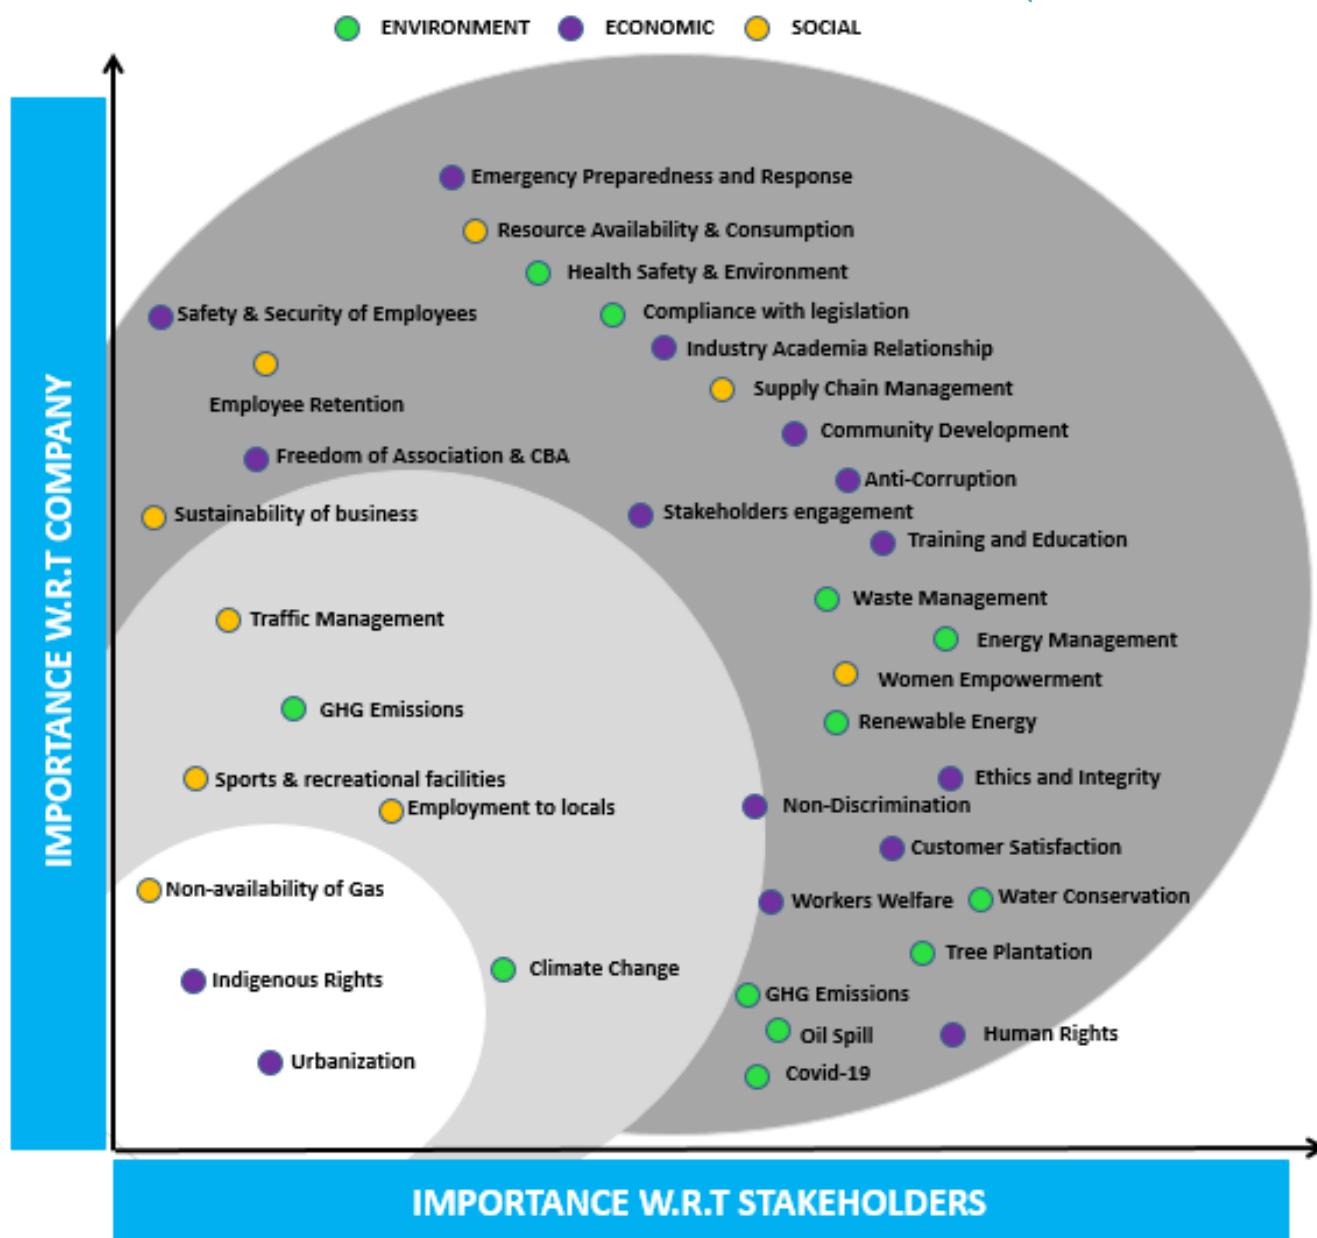 ENVIRONMENT ECONOMIC SOCIAL
Emergency Preparedness and Response
Resource Availability & Consumption
Health Safety & Environment
Safety & Security of Employees
Compliance with legislation
Industry Academia Relationship
Supply Chain Management
Employee Retention
Community Development
Freedom of Association & CBA
Anti-Corruption
Sustainability of business
Stakeholders engagement
Training and Education
Waste Management
Traffic Management
Energy Management
Women Empowerment
GHG Emissions
Renewable Energy
Sports & recreational facilities
Ethics and Integrity
Employment to locals
Non-Discrimination
Customer Satisfaction
Non-availability of Gas
Workers Welfare
Water Conservation
Tree Plantation
Climate Change
Indigenous Rights
GHG Emissions
Oil Spill
Human Rights
Urbanization
Covid-19
IMPORTANCE W.R.T COMPANY
IMPORTANCE W.R.T STAKEHOLDERS